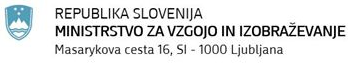 REPUBLIKA SLOVENIJA
MINISTRSTVO ZA VZGOJO IN IZOBRAŽEVANJE
Masarykova cesta 16, SI - 1000 Ljubljana